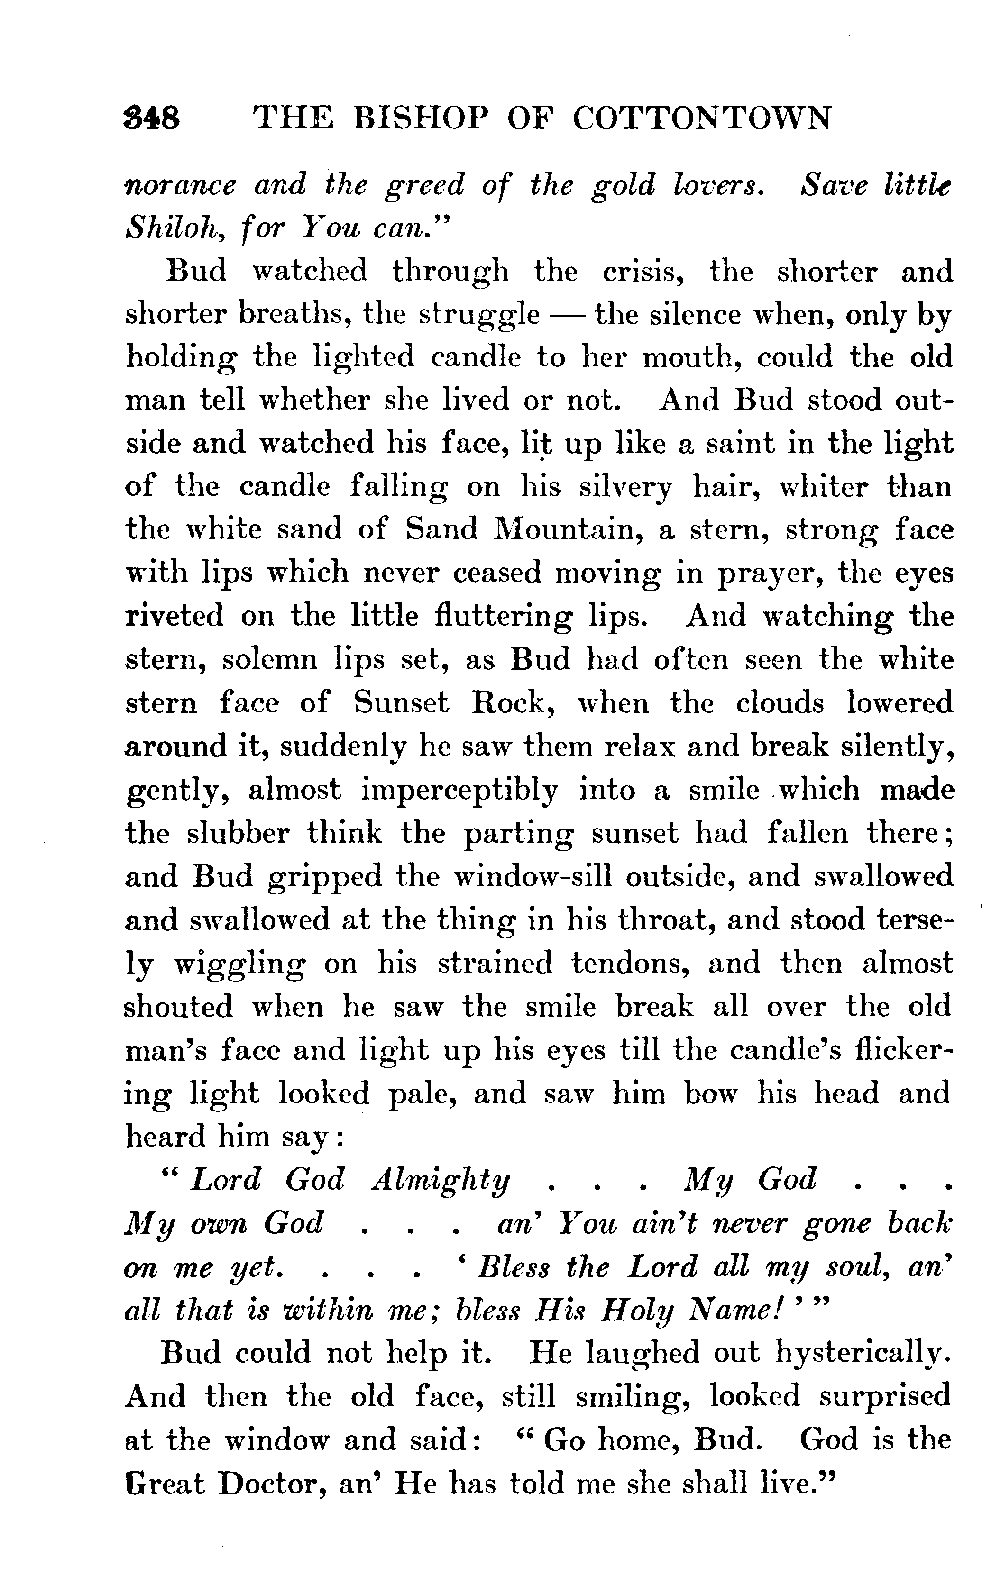 348 THE BISHOP OF COTTONTOWN
norance and the greed of the gold lovers. Save little
Shiloh, for You can."
Bud watched through the crisis, the shorter and
shorter breaths, the struggle — the silence when, only by
holding the lighted candle to her mouth, could the old
man tell whether she lived or not. And Bud stood out-
side and watched his face, lit up like a saint in the light
of the candle falling on his silvery hair, whiter than
the white sand of Sand Mountain, a stern, strong face
with lips which never ceased moving in prayer, the eyes
riveted on the little fluttering lips. And watching the
stern, solemn lips set, as Bud had often seen the white
stern face of Sunset Rock, when the clouds lowered
around it, suddenly he saw them relax and break silently,
gently, almost imperceptibly into a smile which made
the slubber think the parting sunset had fallen there;
and Bud gripped the window-sill outside, and swallowed
and swallowed at the thing in his throat, and stood terse-
ly wiggling on his strained tendons, and then almost
shouted when he saw the smile break all over the old
man's face and light up his eyes till the candle's flicker-
ing light looked pale, and saw him bow his head and
heard him say:
"Lord God Almighty . . . My God . . .
My own God . . . an' You ain't never gone back
on me yet. . . . 'Bless the Lord all my soul, an'
all that is within me; bless His Holy Name!'"
Bud could not help it. He laughed out hysterically.
And then the old face, still smiling, looked surprised
at the window and said: "Go home, Bud. God is the
Great Doctor, an' He has told me she shall live."